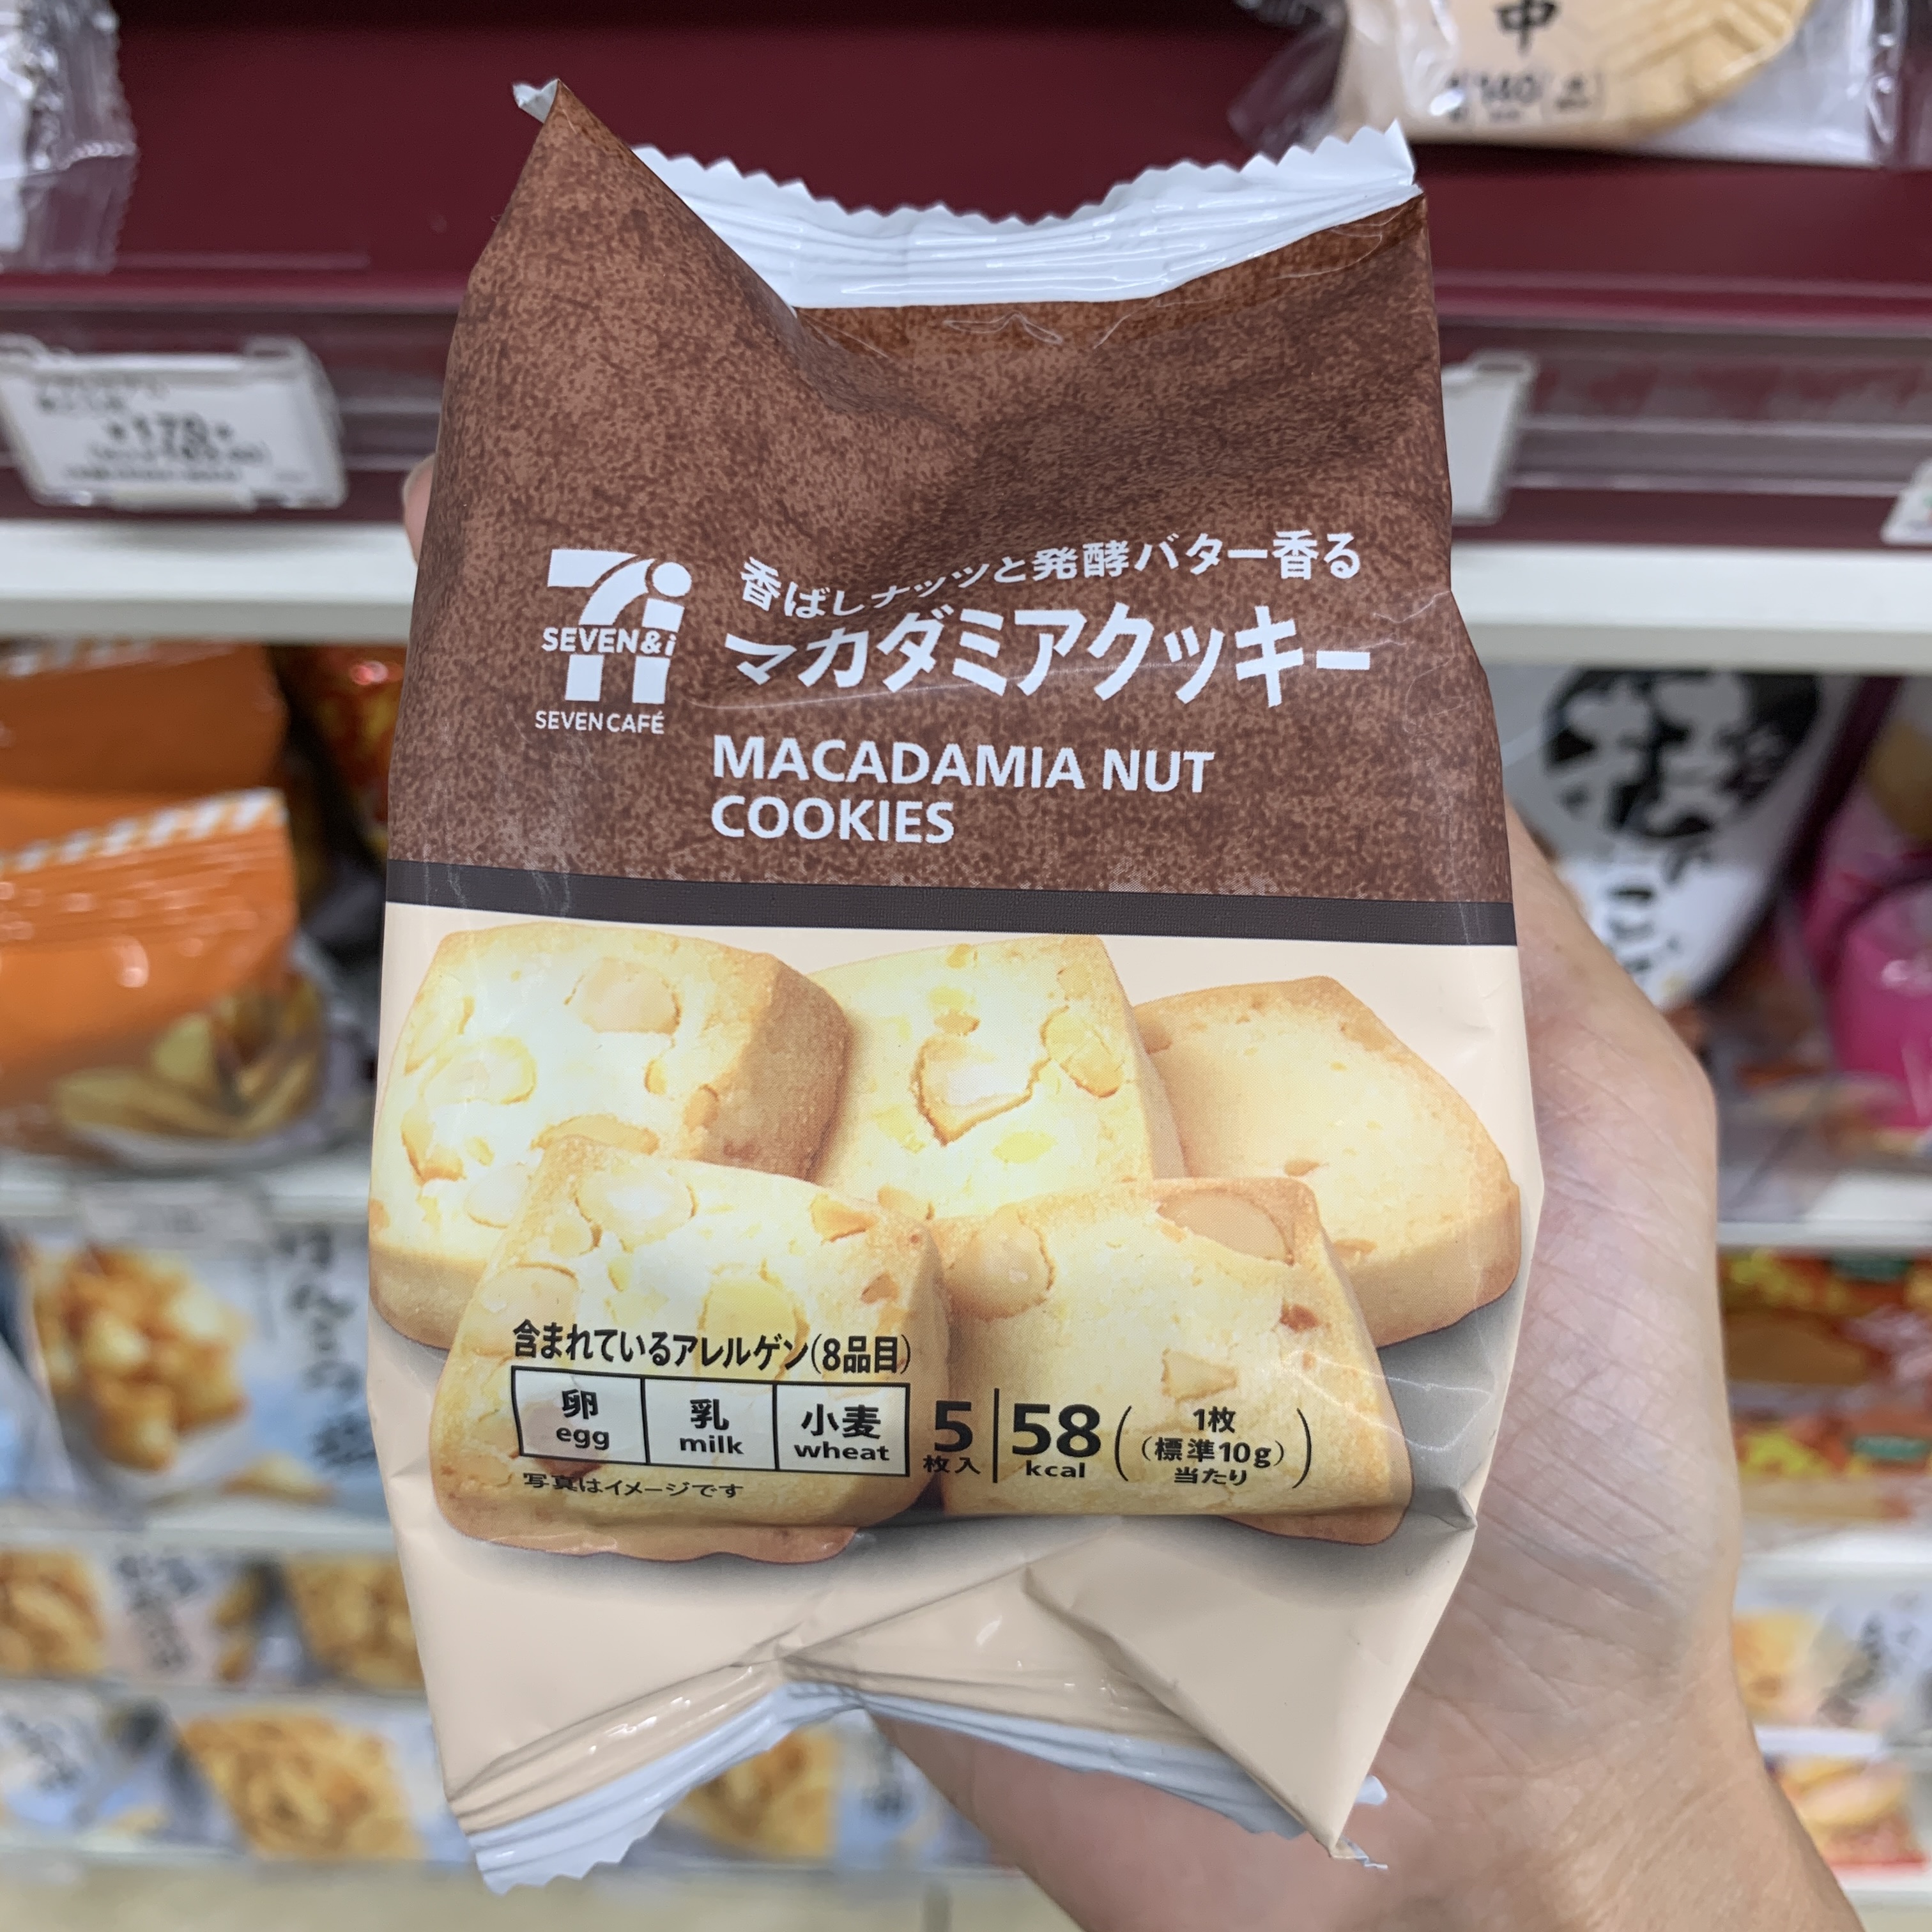 中
SEVEN&i
SEVEN CAFÉ
香ばしナッツと発酵バター香る
マカダミアクッキー
MACADAMIA NUT
COOKIES
含まれているアレルゲン(8品目)
卵 乳 小麦
egg milk wheat
5枚入
58kcal
(1枚(標準10g)当たり)
写真はイメージです